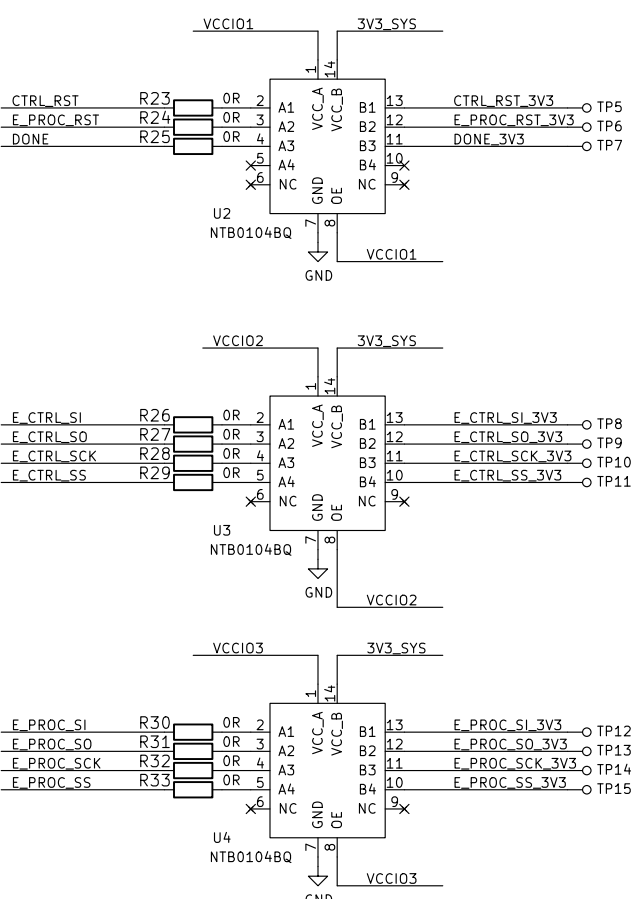 VCCIO1 3V3_SYS
1 14
VCC_A VCC_B
CTRL_RST R23 0R 2 A1 B1 13 CTRL_RST_3V3 TP5
E_PROC_RST R24 0R 3 A2 B2 12 E_PROC_RST_3V3 TP6
DONE R25 0R 4 A3 B3 11 DONE_3V3 TP7
5 A4 B4 10
6 NC NC 9
GND OE
U2 7 8
NTB0104BQ
VCCIO1
GND
VCCIO2 3V3_SYS
1 14
VCC_A VCC_B
E_CTRL_SI R26 0R 2 A1 B1 13 E_CTRL_SI_3V3 TP8
E_CTRL_SO R27 0R 3 A2 B2 12 E_CTRL_SO_3V3 TP9
E_CTRL_SCK R28 0R 4 A3 B3 11 E_CTRL_SCK_3V3 TP10
E_CTRL_SS R29 0R 5 A4 B4 10 E_CTRL_SS_3V3 TP11
6 NC NC 9
GND OE
U3 7 8
NTB0104BQ
GND
VCCIO2
VCCIO3 3V3_SYS
1 14
VCC_A VCC_B
E_PROC_SI R30 0R 2 A1 B1 13 E_PROC_SI_3V3 TP12
E_PROC_SO R31 0R 3 A2 B2 12 E_PROC_SO_3V3 TP13
E_PROC_SCK R32 0R 4 A3 B3 11 E_PROC_SCK_3V3 TP14
E_PROC_SS R33 0R 5 A4 B4 10 E_PROC_SS_3V3 TP15
6 NC NC 9
GND OE
U4 7 8
NTB0104BQ
VCCIO3
GND